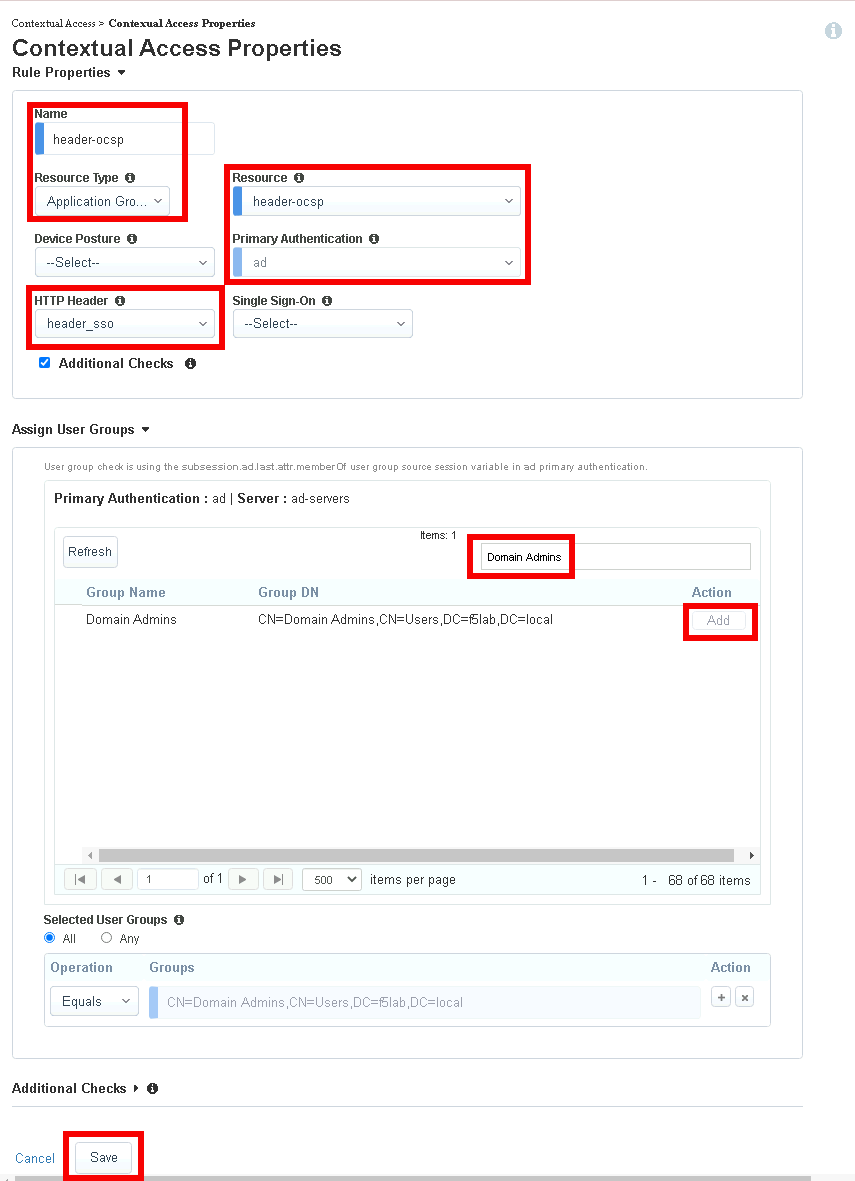 Contextual Access > Contexual Access Properties
Contextual Access Properties
Rule Properties
Name
header-ocsp
Resource Type
Resource
Application Gro...
header-ocsp
Device Posture
Primary Authentication
--Select--
ad
HTTP Header
Single Sign-On
header_sso
--Select--
Additional Checks
Assign User Groups
User group check is using the subsession.ad.last.attr.memberOf user group source session variable in ad primary authentication.
Primary Authentication : ad | Server : ad-servers
Items: 1
Refresh
Domain Admins
Group Name Group DN Action
Domain Admins CN=Domain Admins,CN=Users,DC=f5lab,DC=local Add
1 of 1 500 items per page 1 - 68 of 68 items
Selected User Groups
All Any
Operation Groups Action
Equals CN=Domain Admins,CN=Users,DC=f5lab,DC=local
Additional Checks
Cancel Save